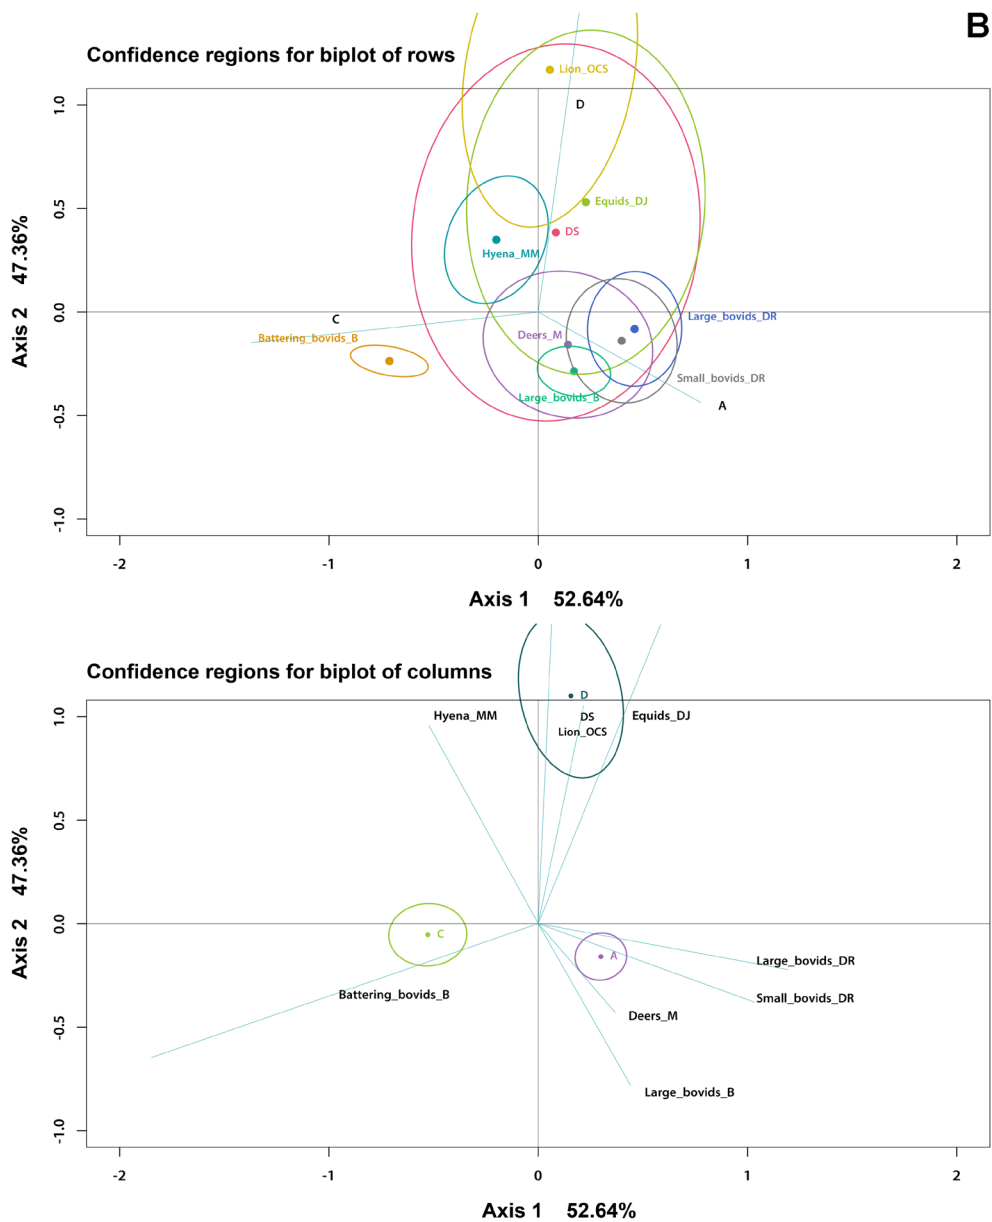 B
Confidence regions for biplot of rows
Lion_OCS
D
1.0
Equids_DJ
0.5
DS
Hyena_MM
Axis 2 47.36%
0.0
C
Large_bovids_DR
Battering_bovids_B
Deers_M
Small_bovids_DR
Large_bovids_B
A
-0.5
-1.0
-2 -1 0 1 2
Axis 1 52.64%
Confidence regions for biplot of columns
D
Hyena_MM DS Equids_DJ
1.0
Lion_OCS
0.5
Axis 2 47.36%
0.0
C
A
Large_bovids_DR
Battering_bovids_B
Small_bovids_DR
Deers_M
-0.5
Large_bovids_B
-1.0
-2 -1 0 1 2
Axis 1 52.64%